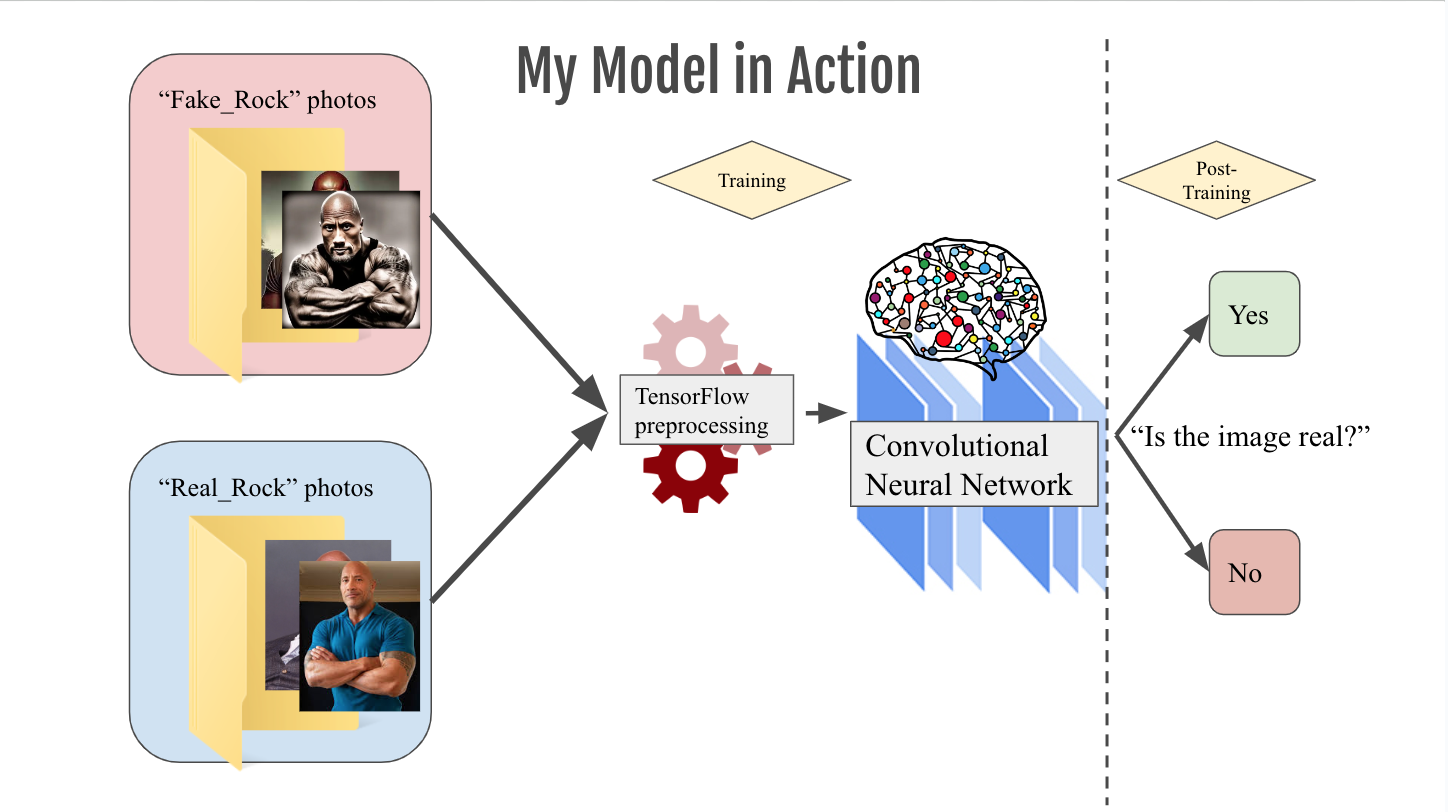 My Model in Action
“Fake_Rock” photos
“Real_Rock” photos
Training
TensorFlow
preprocessing
Convolutional
Neural Network
Post-
Training
Yes
“Is the image real?”
No